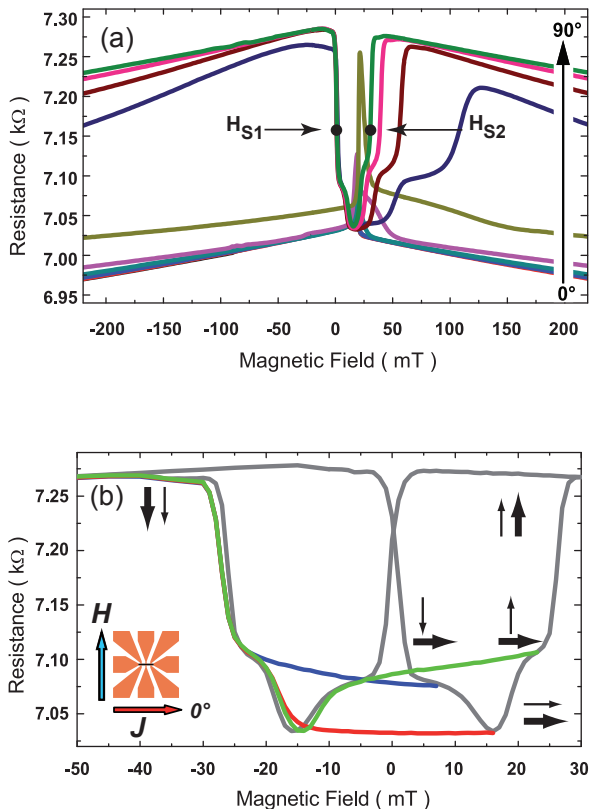 (a)
Resistance ( kΩ )
7.30
7.25
7.20
7.15
7.10
7.05
7.00
6.95
HS1
HS2
90°
0°
-200 -150 -100 -50 0 50 100 150 200
Magnetic Field ( mT )
(b)
Resistance ( kΩ )
7.25
7.20
7.15
7.10
7.05
H
J 0°
-50 -40 -30 -20 -10 0 10 20 30
Magnetic Field ( mT )